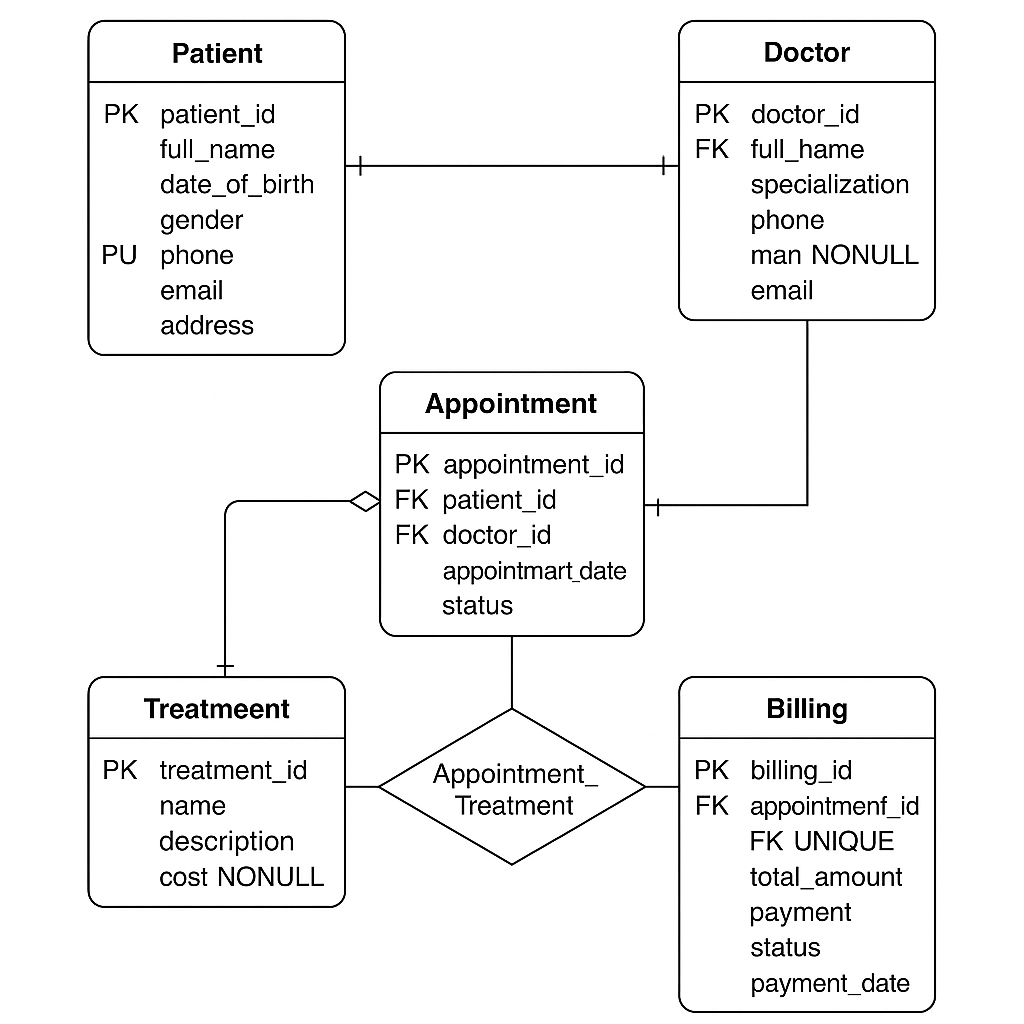 Patient
PK patient_id
full_name
date_of_birth
gender
PU phone
email
address
Doctor
PK doctor_id
FK full_hame
specialization
phone
man NONULL
email
Appointment
PK appointment_id
FK patient_id
FK doctor_id
appointmart_date
status
Treatmeent
PK treatment_id
name
description
cost NONULL
Appointment_
Treatment
Billing
PK billing_id
FK appointmenf_id
FK UNIQUE
total_amount
payment
status
payment_date